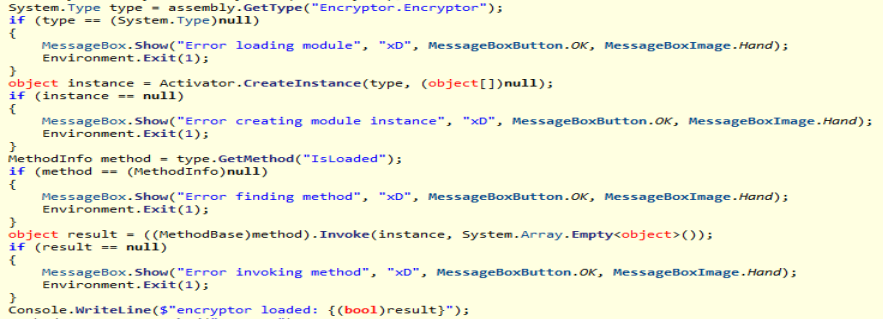 System.Type type = assembly.GetType("Encryptor.Encryptor");
if (type == (System.Type)null)
{
    MessageBox.Show("Error loading module", "xD", MessageBoxButton.OK, MessageBoxImage.Hand);
    Environment.Exit(1);
}
object instance = Activator.CreateInstance(type, (object[])null);
if (instance == null)
{
    MessageBox.Show("Error creating module instance", "xD", MessageBoxButton.OK, MessageBoxImage.Hand);
    Environment.Exit(1);
}
MethodInfo method = type.GetMethod("IsLoaded");
if (method == (MethodInfo)null)
{
    MessageBox.Show("Error finding method", "xD", MessageBoxButton.OK, MessageBoxImage.Hand);
    Environment.Exit(1);
}
object result = ((MethodBase)method).Invoke(instance, System.Array.Empty<object>());
if (result == null)
{
    MessageBox.Show("Error invoking method", "xD", MessageBoxButton.OK, MessageBoxImage.Hand);
    Environment.Exit(1);
}
Console.WriteLine($"encryptor loaded: {(bool)result}");